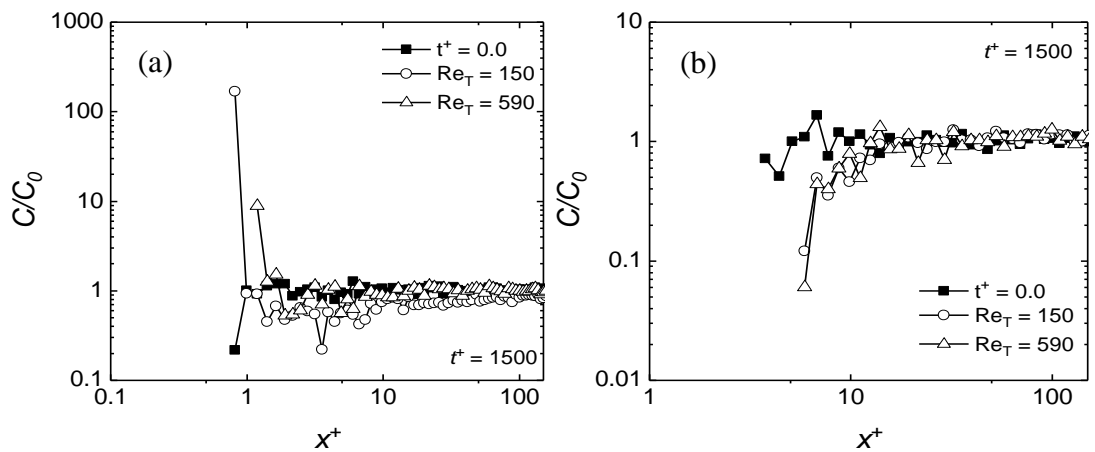 1000
(a)
t⁺ = 0.0
Re_T = 150
Re_T = 590
100
10
1
0.1
C/C₀
t⁺ = 1500
0.1
1
10
100
x⁺
10
(b)
t⁺ = 1500
1
0.1
0.01
C/C₀
t⁺ = 0.0
Re_T = 150
Re_T = 590
1
10
100
x⁺